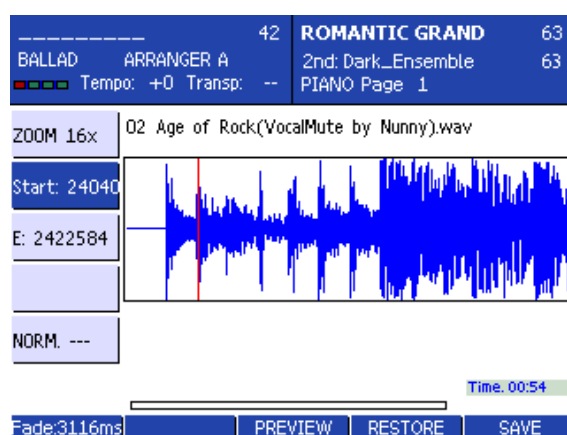 _ _ _ _ _ _ _ _ _ _ 42
BALLAD ARRANGER A
Tempo: +0 Transp: --
ROMANTIC GRAND 63
2nd: Dark_Ensemble 63
PIANO Page 1
ZOOM 16x
02 Age of Rock(VocalMute by Nunny).wav
Start: 24040
E: 2422584
NORM. ---
Time. 00:54
Fade:3116ms PREVIEW RESTORE SAVE